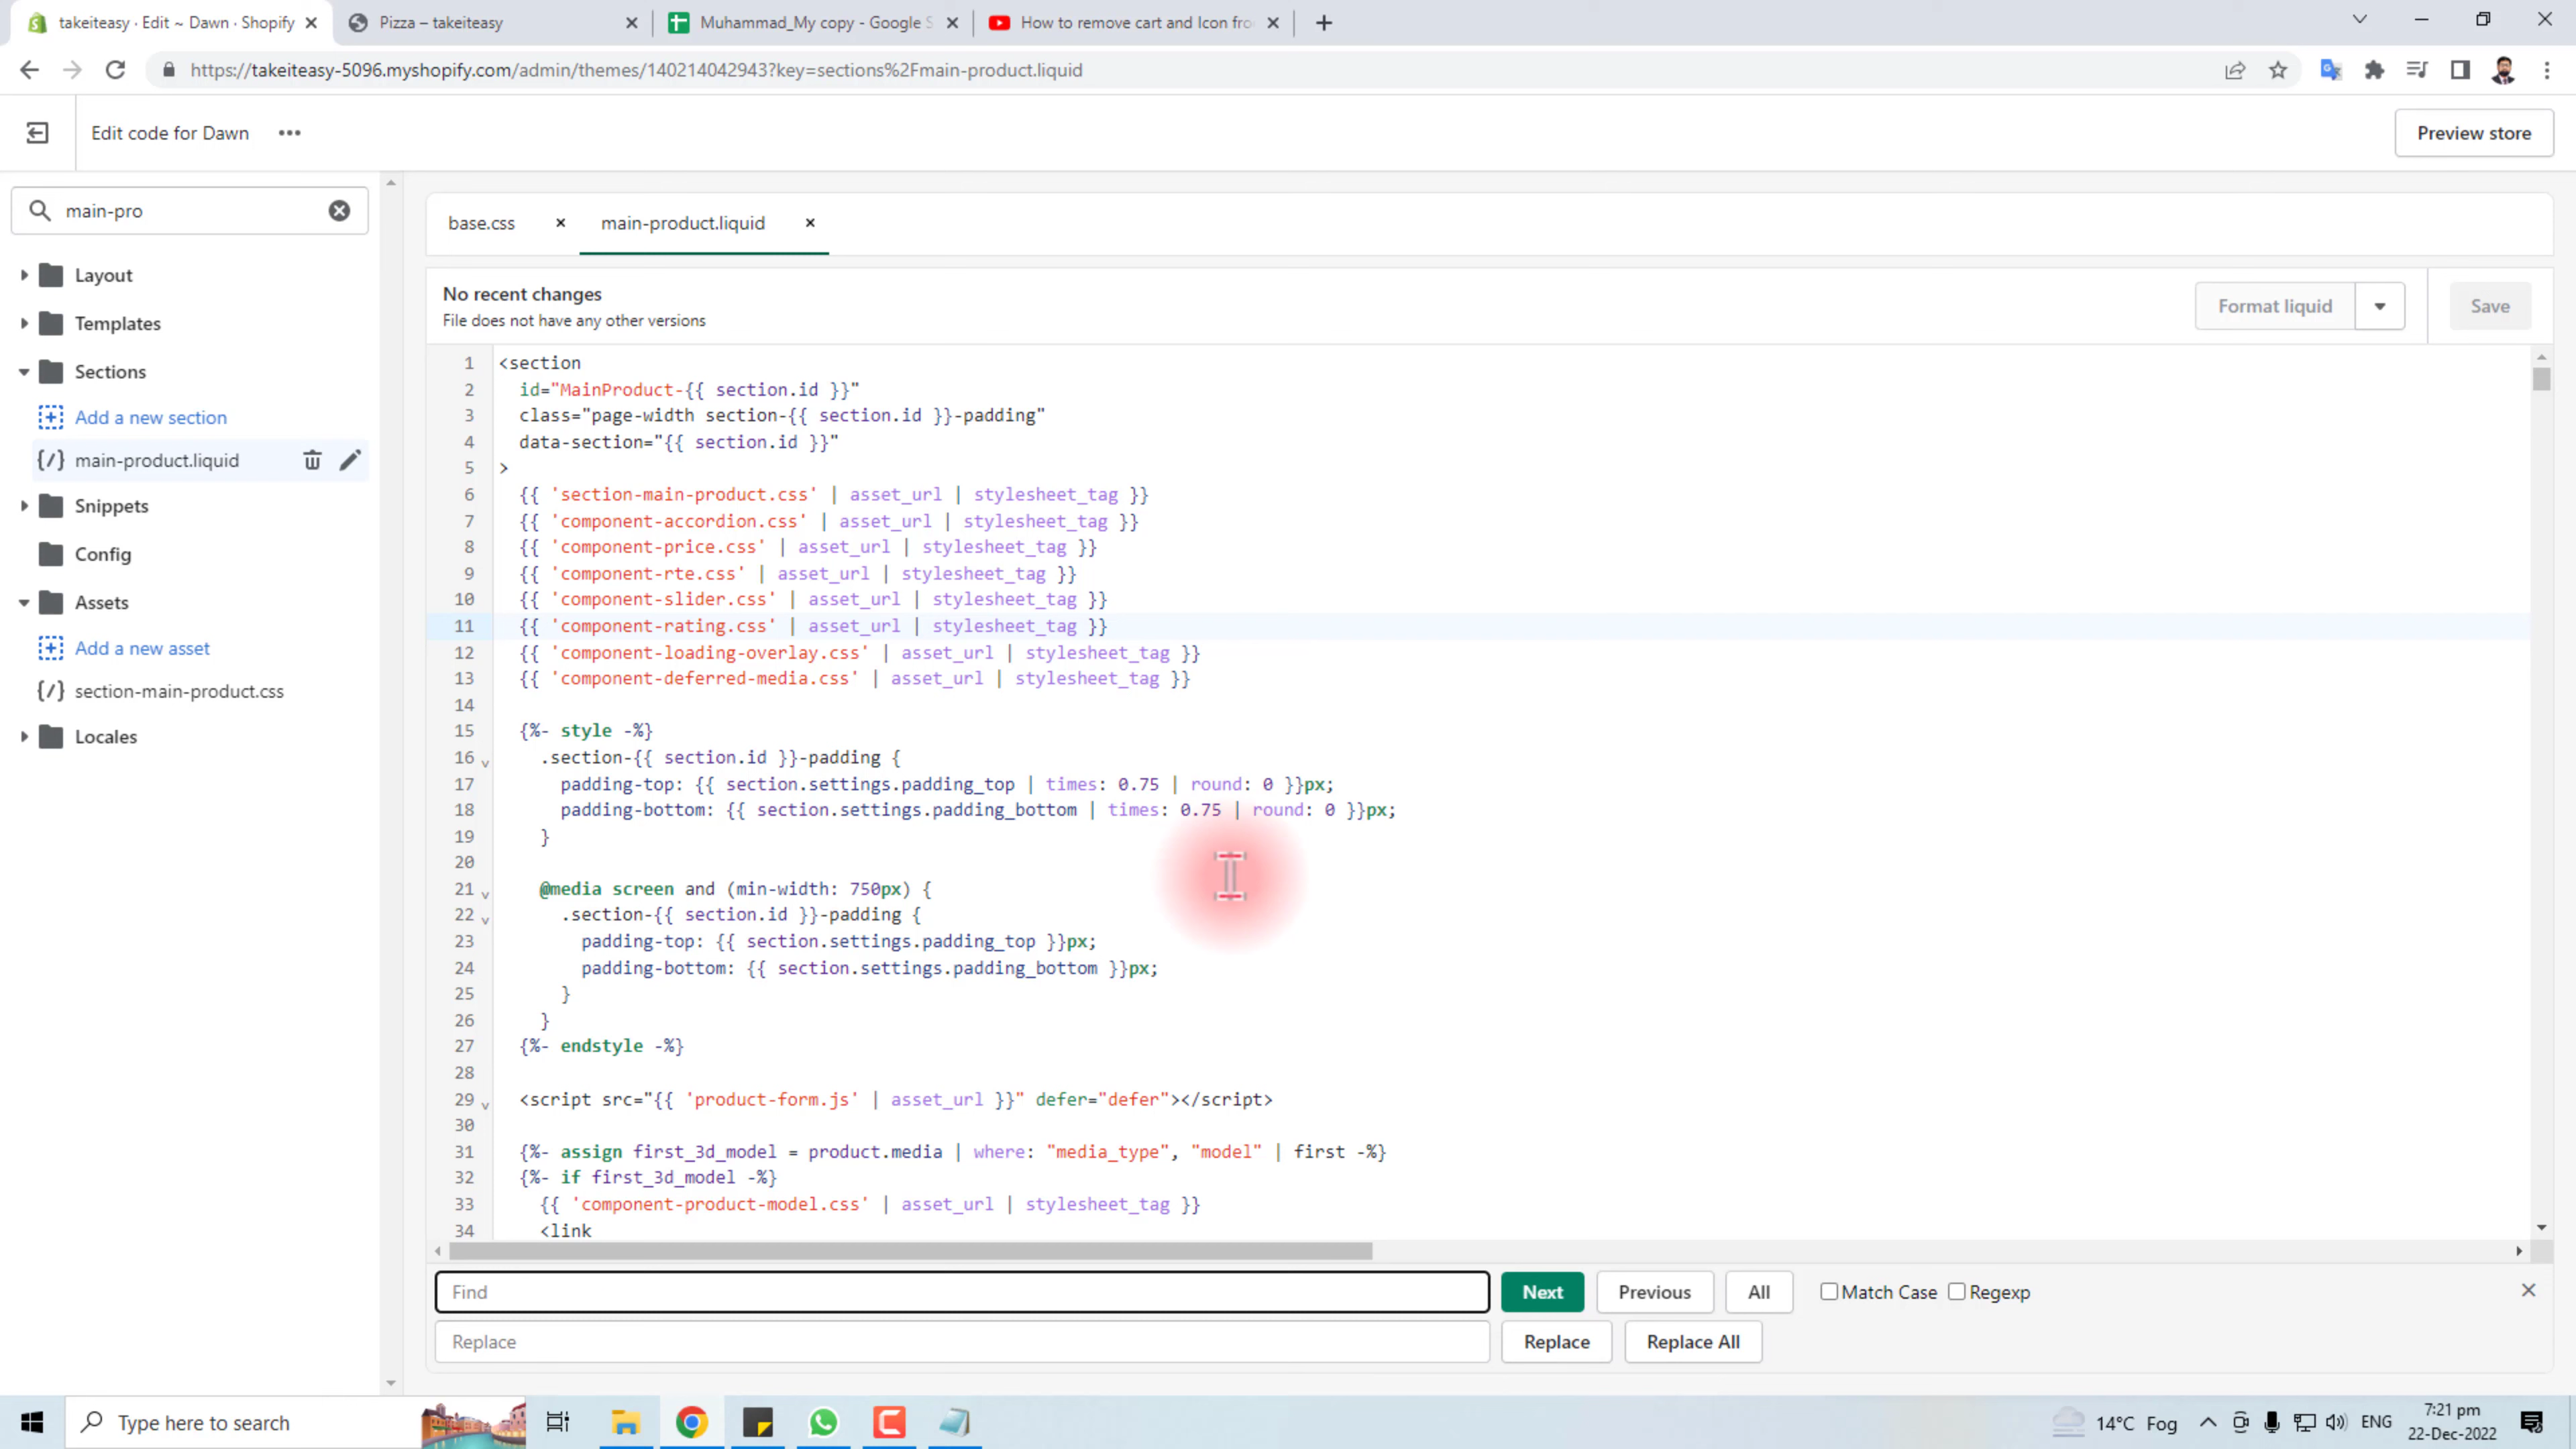 takeiteasy · Edit ~ Dawn · Shopify
Pizza – takeiteasy
Muhammad_My copy - Google S
How to remove cart and Icon fro
https://takeiteasy-5096.myshopify.com/admin/themes/140214042943?key=sections%2Fmain-product.liquid
Edit code for Dawn
Preview store
main-pro
Layout
Templates
Sections
Add a new section
main-product.liquid
Snippets
Config
Assets
Add a new asset
section-main-product.css
Locales
base.css
main-product.liquid
No recent changes
File does not have any other versions
Format liquid
Save
1 <section
2 id="MainProduct-{{ section.id }}"
3 class="page-width section-{{ section.id }}-padding"
4 data-section="{{ section.id }}"
5 >
6 {{ 'section-main-product.css' | asset_url | stylesheet_tag }}
7 {{ 'component-accordion.css' | asset_url | stylesheet_tag }}
8 {{ 'component-price.css' | asset_url | stylesheet_tag }}
9 {{ 'component-rte.css' | asset_url | stylesheet_tag }}
10 {{ 'component-slider.css' | asset_url | stylesheet_tag }}
11 {{ 'component-rating.css' | asset_url | stylesheet_tag }}
12 {{ 'component-loading-overlay.css' | asset_url | stylesheet_tag }}
13 {{ 'component-deferred-media.css' | asset_url | stylesheet_tag }}
14
15 {%- style -%}
16 .section-{{ section.id }}-padding {
17 padding-top: {{ section.settings.padding_top | times: 0.75 | round: 0 }}px;
18 padding-bottom: {{ section.settings.padding_bottom | times: 0.75 | round: 0 }}px;
19 }
20
21 @media screen and (min-width: 750px) {
22 .section-{{ section.id }}-padding {
23 padding-top: {{ section.settings.padding_top }}px;
24 padding-bottom: {{ section.settings.padding_bottom }}px;
25 }
26 }
27 {%- endstyle -%}
28
29 <script src="{{ 'product-form.js' | asset_url }}" defer="defer"></script>
30
31 {%- assign first_3d_model = product.media | where: "media_type", "model" | first -%}
32 {%- if first_3d_model -%}
33 {{ 'component-product-model.css' | asset_url | stylesheet_tag }}
34 <link
Find
Next
Previous
All
Match Case
Regexp
Replace
Replace
Replace All
Type here to search
14°C Fog
ENG
7:21 pm
22-Dec-2022